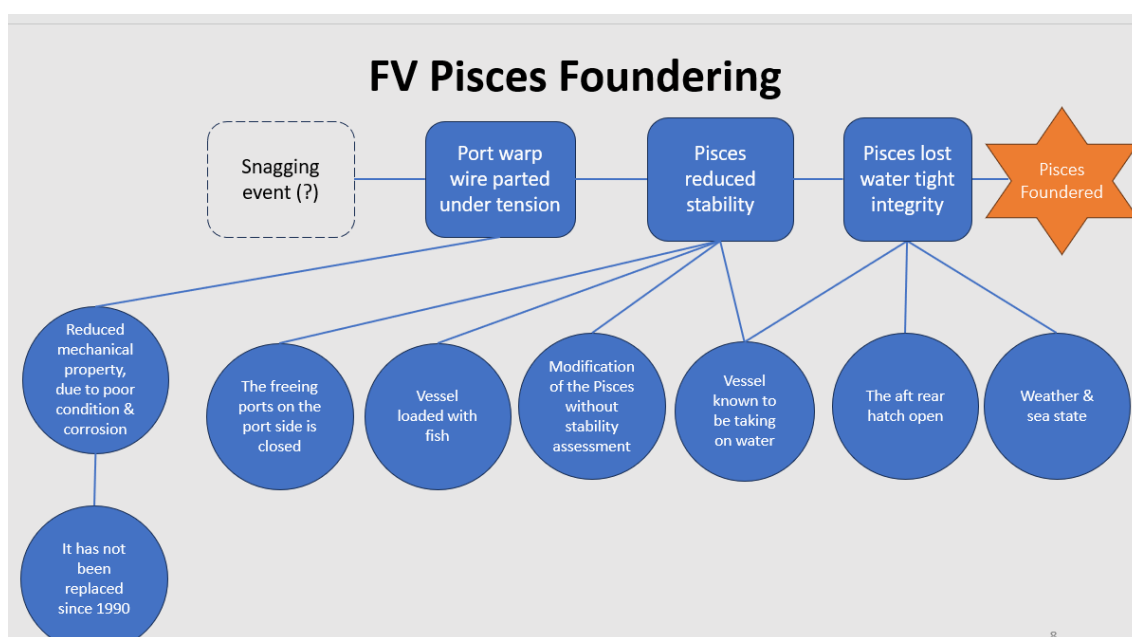 FV Pisces Foundering
Snagging
event (?)
Port warp
wire parted
under tension
Pisces
reduced
stability
Pisces lost
water tight
integrity
Pisces
Foundered
Reduced
mechanical
property,
due to poor
condition &
corrosion
The freeing
ports on the
port side is
closed
Vessel
loaded with
fish
Modification
of the Pisces
without
stability
assessment
Vessel
known to
be taking
on water
The aft rear
hatch open
Weather &
sea state
It has not
been
replaced
since 1990
8